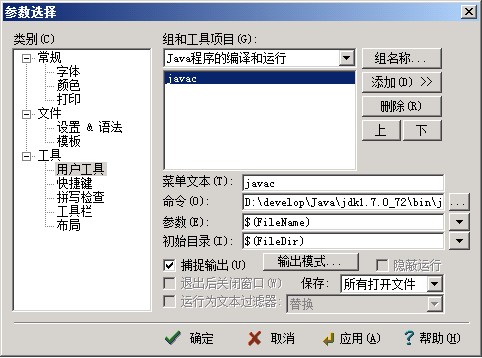 参数选择
类别(C)
常规
字体
颜色
打印
文件
设置 & 语法
模板
工具
用户工具
快捷键
拼写检查
工具栏
布局
组和工具项目(G):
Java程序的编译和运行
组名称...
javac
添加(D) >>
删除(R)
上 下
菜单文本(T): javac
命令(O): D:\develop\Java\jdk1.7.0_72\bin\j ...
参数(E): $(FileName)
初始目录(I): $(FileDir)
捕捉输出(U) 输出模式... 隐蔽运行
退出后关闭窗口(W) 保存: 所有打开文件
运行为文本过滤器: 替换
确定 取消 应用(A) ? 帮助(H)